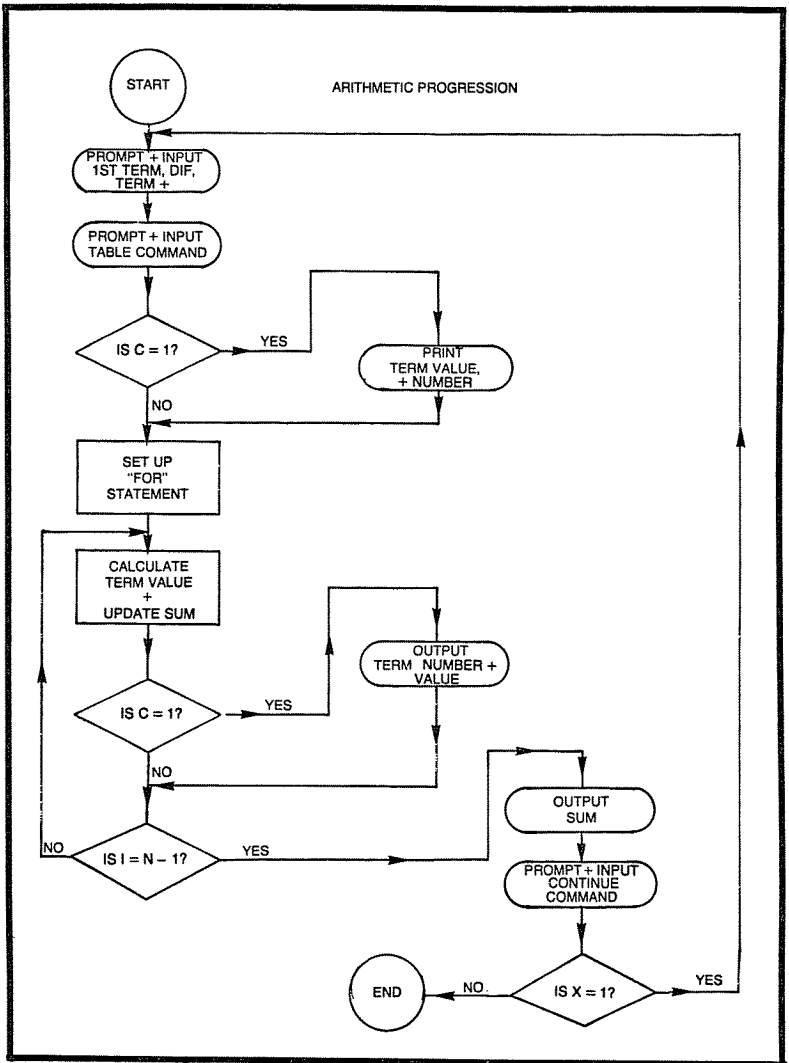 START
ARITHMETIC PROGRESSION
PROMPT + INPUT
1ST TERM, DIF,
TERM +
PROMPT + INPUT
TABLE COMMAND
IS C = 1?
YES
PRINT
TERM VALUE,
+ NUMBER
NO
SET UP
"FOR"
STATEMENT
CALCULATE
TERM VALUE
+
UPDATE SUM
OUTPUT
TERM NUMBER +
VALUE
IS C = 1?
YES
NO
OUTPUT
SUM
NO
IS I = N – 1?
YES
PROMPT + INPUT
CONTINUE
COMMAND
END
NO
IS X = 1?
YES